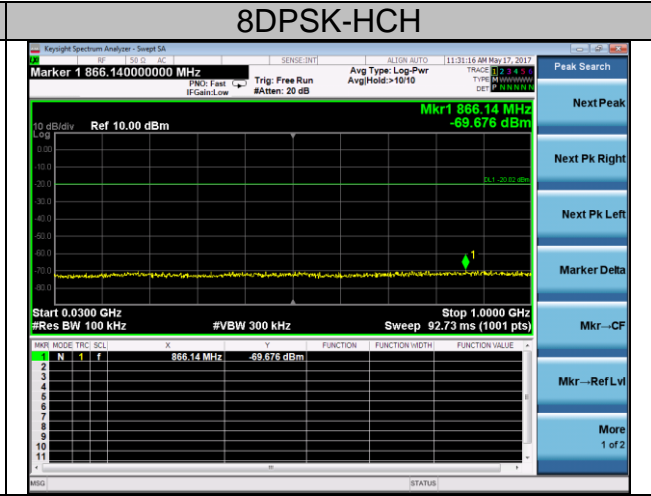 8DPSK-HCH
Keysight Spectrum Analyzer - Swept SA
RF 50 Ω AC SENSE:INT ALIGN AUTO 11:31:16 AM May 17, 2017
Marker 1 866.140000000 MHz
PNO: Fast
IFGain:Low
Trig: Free Run
#Atten: 20 dB
Avg Type: Log-Pwr
Avg|Hold:>10/10
TRACE 1 2 3 4 5 6
TYPE M WWWWW
DET P N N N N N
Peak Search
Mkr1 866.14 MHz
-69.676 dBm
10 dB/div Ref 10.00 dBm
Log
0.00
-10.0
-20.0
DL1 -20.02 dBm
-30.0
-40.0
-50.0
-60.0
1
-70.0
-80.0
Start 0.0300 GHz Stop 1.0000 GHz
#Res BW 100 kHz #VBW 300 kHz Sweep 92.73 ms (1001 pts)
MKR MODE TRC SCL X Y FUNCTION FUNCTION WIDTH FUNCTION VALUE
1 N 1 f 866.14 MHz -69.676 dBm
2
3
4
5
6
7
8
9
10
11
MSG STATUS
Next Peak
Next Pk Right
Next Pk Left
Marker Delta
Mkr→CF
Mkr→Ref Lvl
More
1 of 2